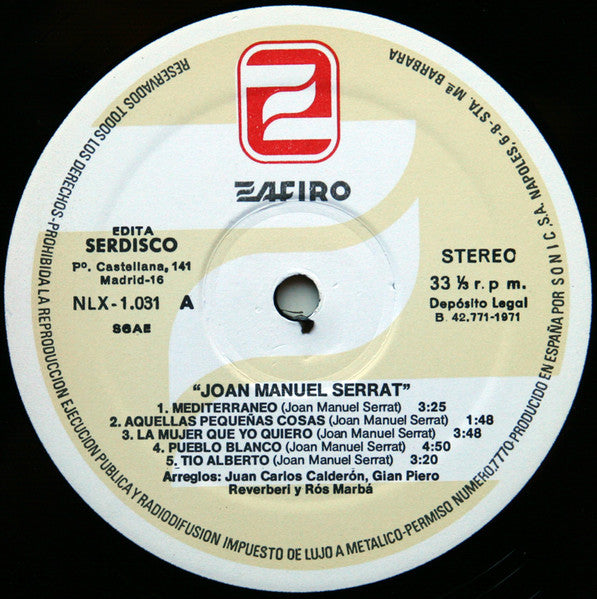 ZAFIRO
EDITA
SERDISCO
Pº. Castellana, 141
Madrid-16
NLX-1.031 A
SGAE
STEREO
33 ⅓ r. p. m.
Depósito Legal
B. 42.771-1971
"JOAN MANUEL SERRAT"
1. MEDITERRANEO (Joan Manuel Serrat) 3:25
2. AQUELLAS PEQUEÑAS COSAS (Joan Manuel Serrat) 1:48
3. LA MUJER QUE YO QUIERO (Joan Manuel Serrat) 3:48
4. PUEBLO BLANCO (Joan Manuel Serrat) 4:50
5. TIO ALBERTO (Joan Manuel Serrat) 3:20
Arreglos: Juan Carlos Calderón, Gian Piero
Reverberi y Rós Marbá
RESERVADOS TODOS LOS DERECHOS-PROHIBIDA LA REPRODUCCION EJECUCION PUBLICA Y RADIODIFUSION IMPUESTO DE LUJO A METALICO-PERMISO NUMERO.7770-PRODUCIDO EN ESPAÑA POR SONIC, S.A. NAPOLES, 6-8-STA. Mª BARBARA